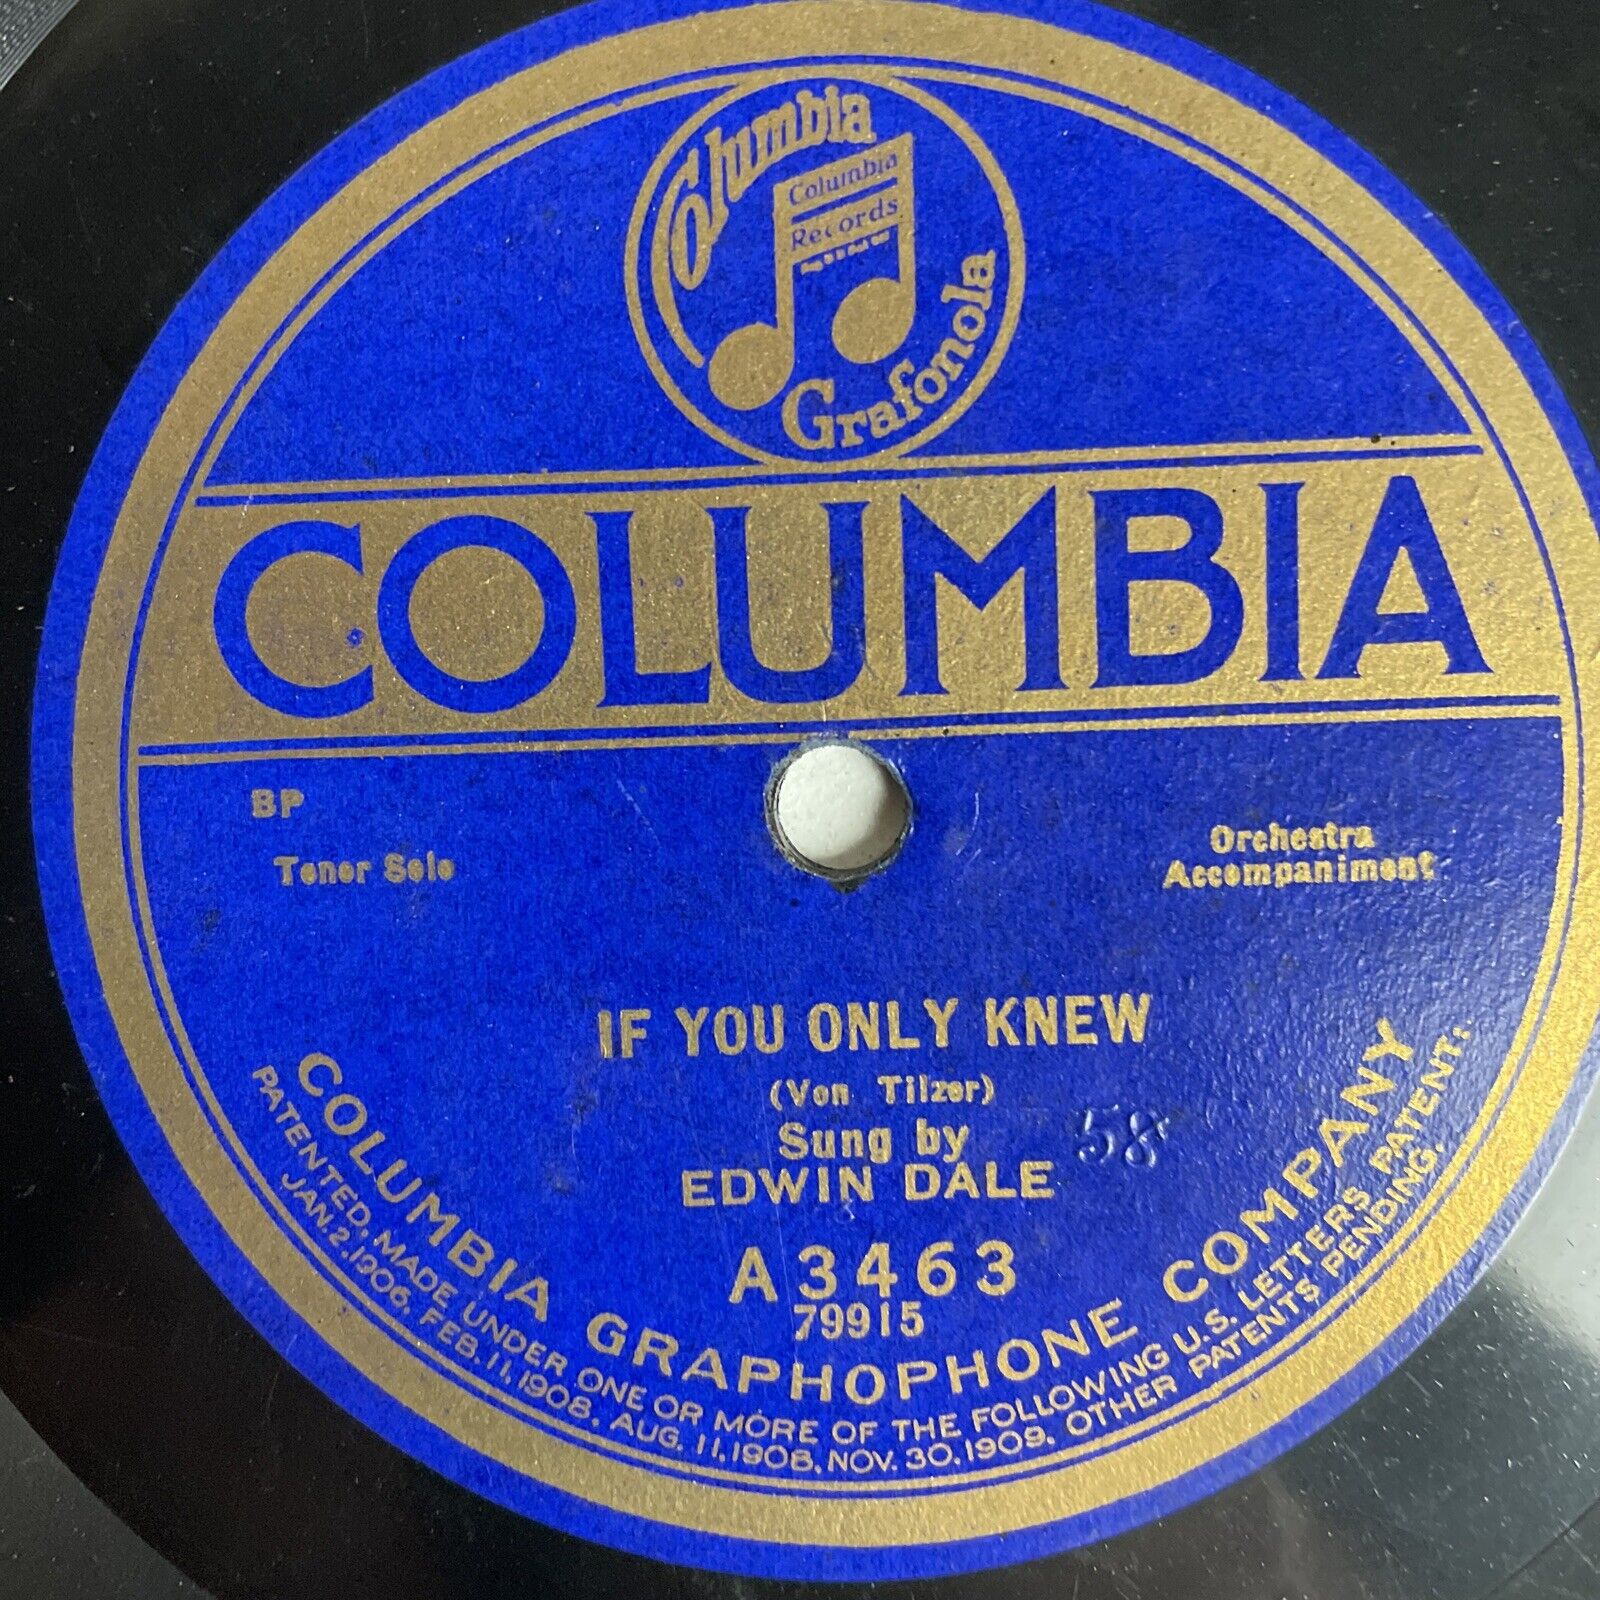 Columbia
Columbia
Records
Grafonola
COLUMBIA
BP
Tenor Solo
Orchestra
Accompaniment
IF YOU ONLY KNEW
(Von Tilzer)
Sung by
EDWIN DALE
58
A3463
79915
COLUMBIA GRAPHOPHONE COMPANY
PATENTED, MADE UNDER ONE OR MORE OF THE FOLLOWING U.S. LETTERS PATENT:
JAN. 2, 1906, FEB. 11, 1908, AUG. 11, 1908, NOV. 30, 1909. OTHER PATENTS PENDING.